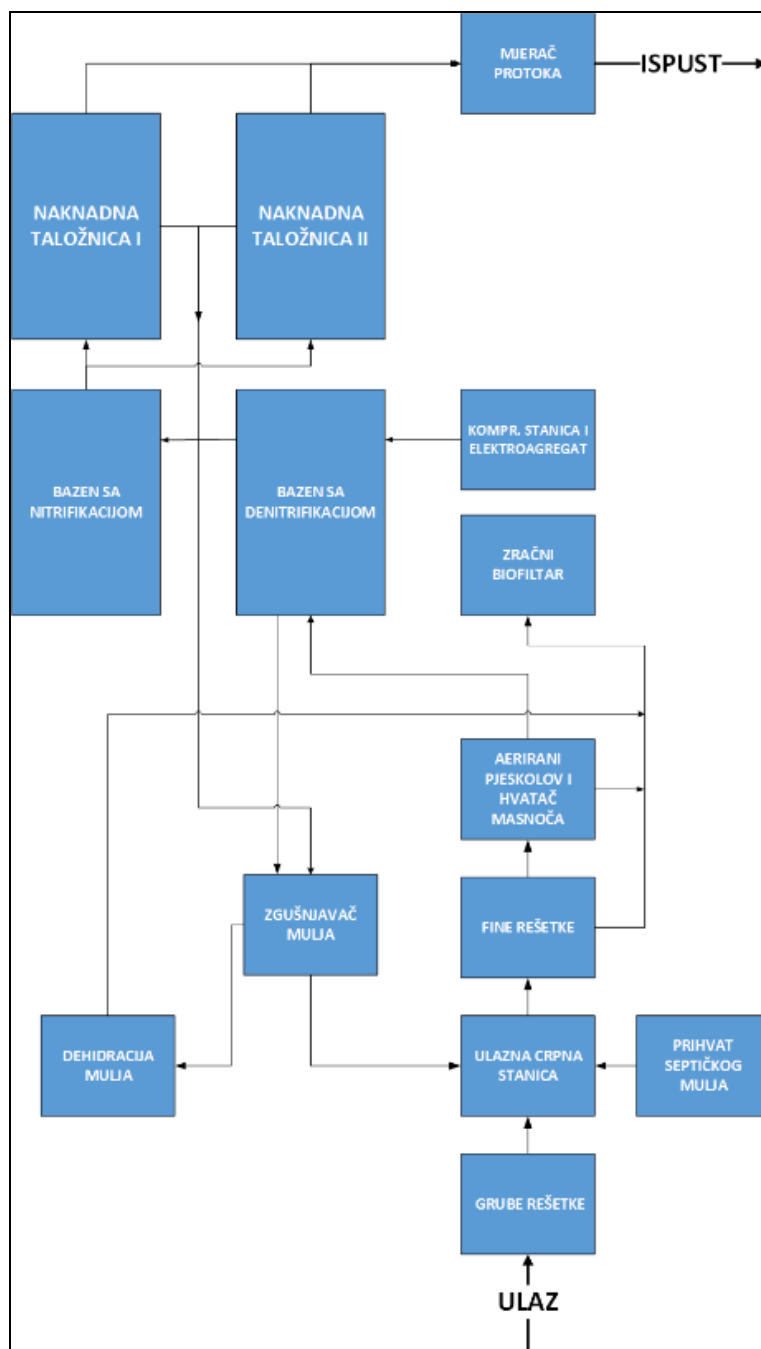 MJERAČ
PROTOKA
ISPUST
NAKNADNA
TALOŽNICA I
NAKNADNA
TALOŽNICA II
BAZEN SA
NITRIFIKACIJOM
BAZEN SA
DENITRIFIKACIJOM
KOMPR. STANICA I
ELEKTROAGREGAT
ZRAČNI
BIOFILTAR
AERIRANI
PJESKOLOV I
HVATAČ
MASNOČA
ZGUŠNJAVAČ
MULJA
FINE REŠETKE
DEHIDRACIJA
MULJA
ULAZNA CRPNA
STANICA
PRIHVAT
SEPTIČKOG
MULJA
GRUBE REŠETKE
ULAZ